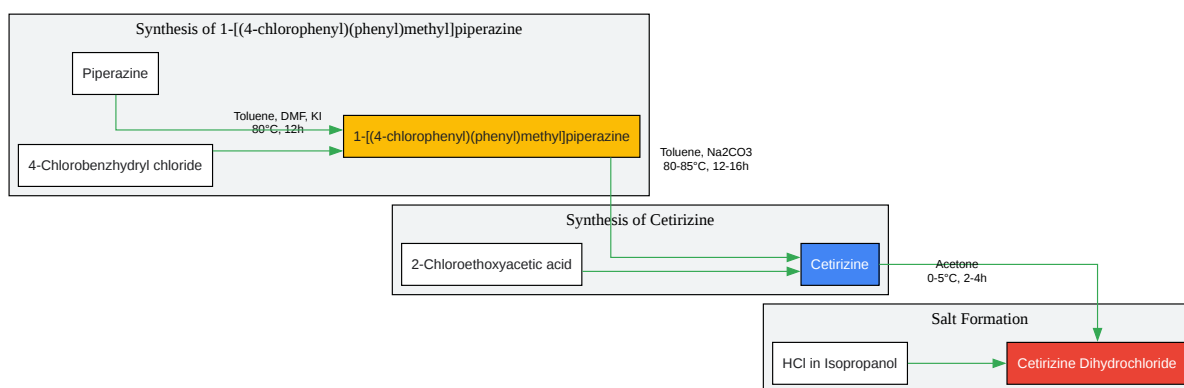 Synthesis of 1-[(4-chlorophenyl)(phenyl)methyl]piperazine
Piperazine
Toluene, DMF, KI
80°C, 12h
1-[(4-chlorophenyl)(phenyl)methyl]piperazine
4-Chlorobenzhydryl chloride
Toluene, Na2CO3
80-85°C, 12-16h
Synthesis of Cetirizine
2-Chloroethoxyacetic acid
Cetirizine
Acetone
0-5°C, 2-4h
Salt Formation
HCl in Isopropanol
Cetirizine Dihydrochloride